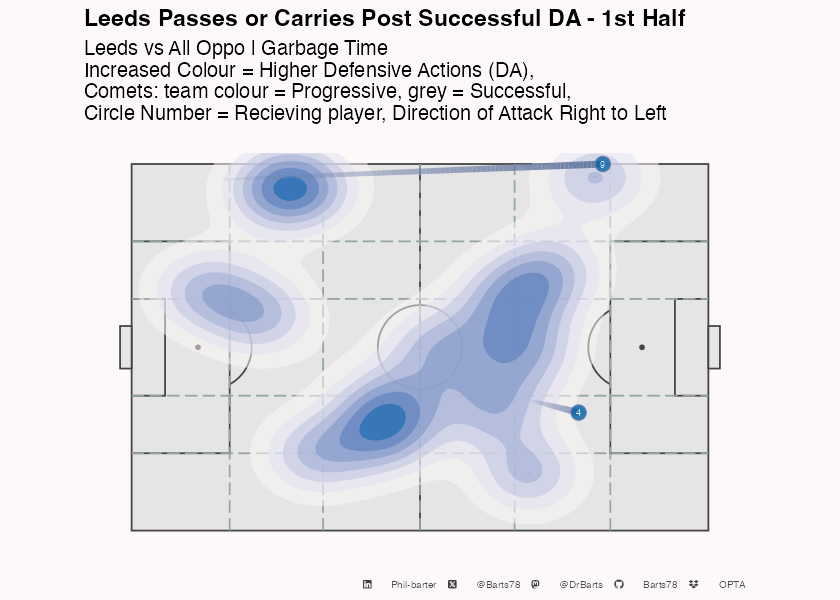 Leeds Passes or Carries Post Successful DA - 1st Half
Leeds vs All Oppo | Garbage Time
Increased Colour = Higher Defensive Actions (DA),
Comets: team colour = Progressive, grey = Successful,
Circle Number = Recieving player, Direction of Attack Right to Left
9
4
Phil-barter @Barts78 @DrBarts Barts78 OPTA